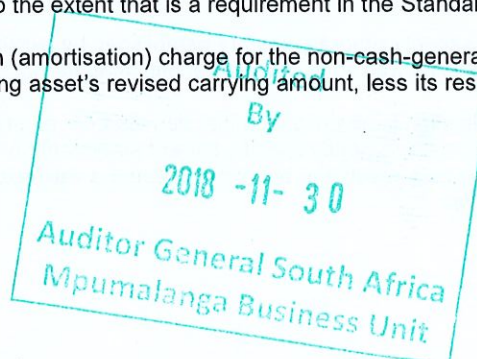 o the extent that is a requirement in the Standar
n (amortisation) charge for the non-cash-genera
ng asset's revised carrying amount, less its res
Audited
By
2018 -11- 30
Auditor General South Africa
Mpumalanga Business Unit